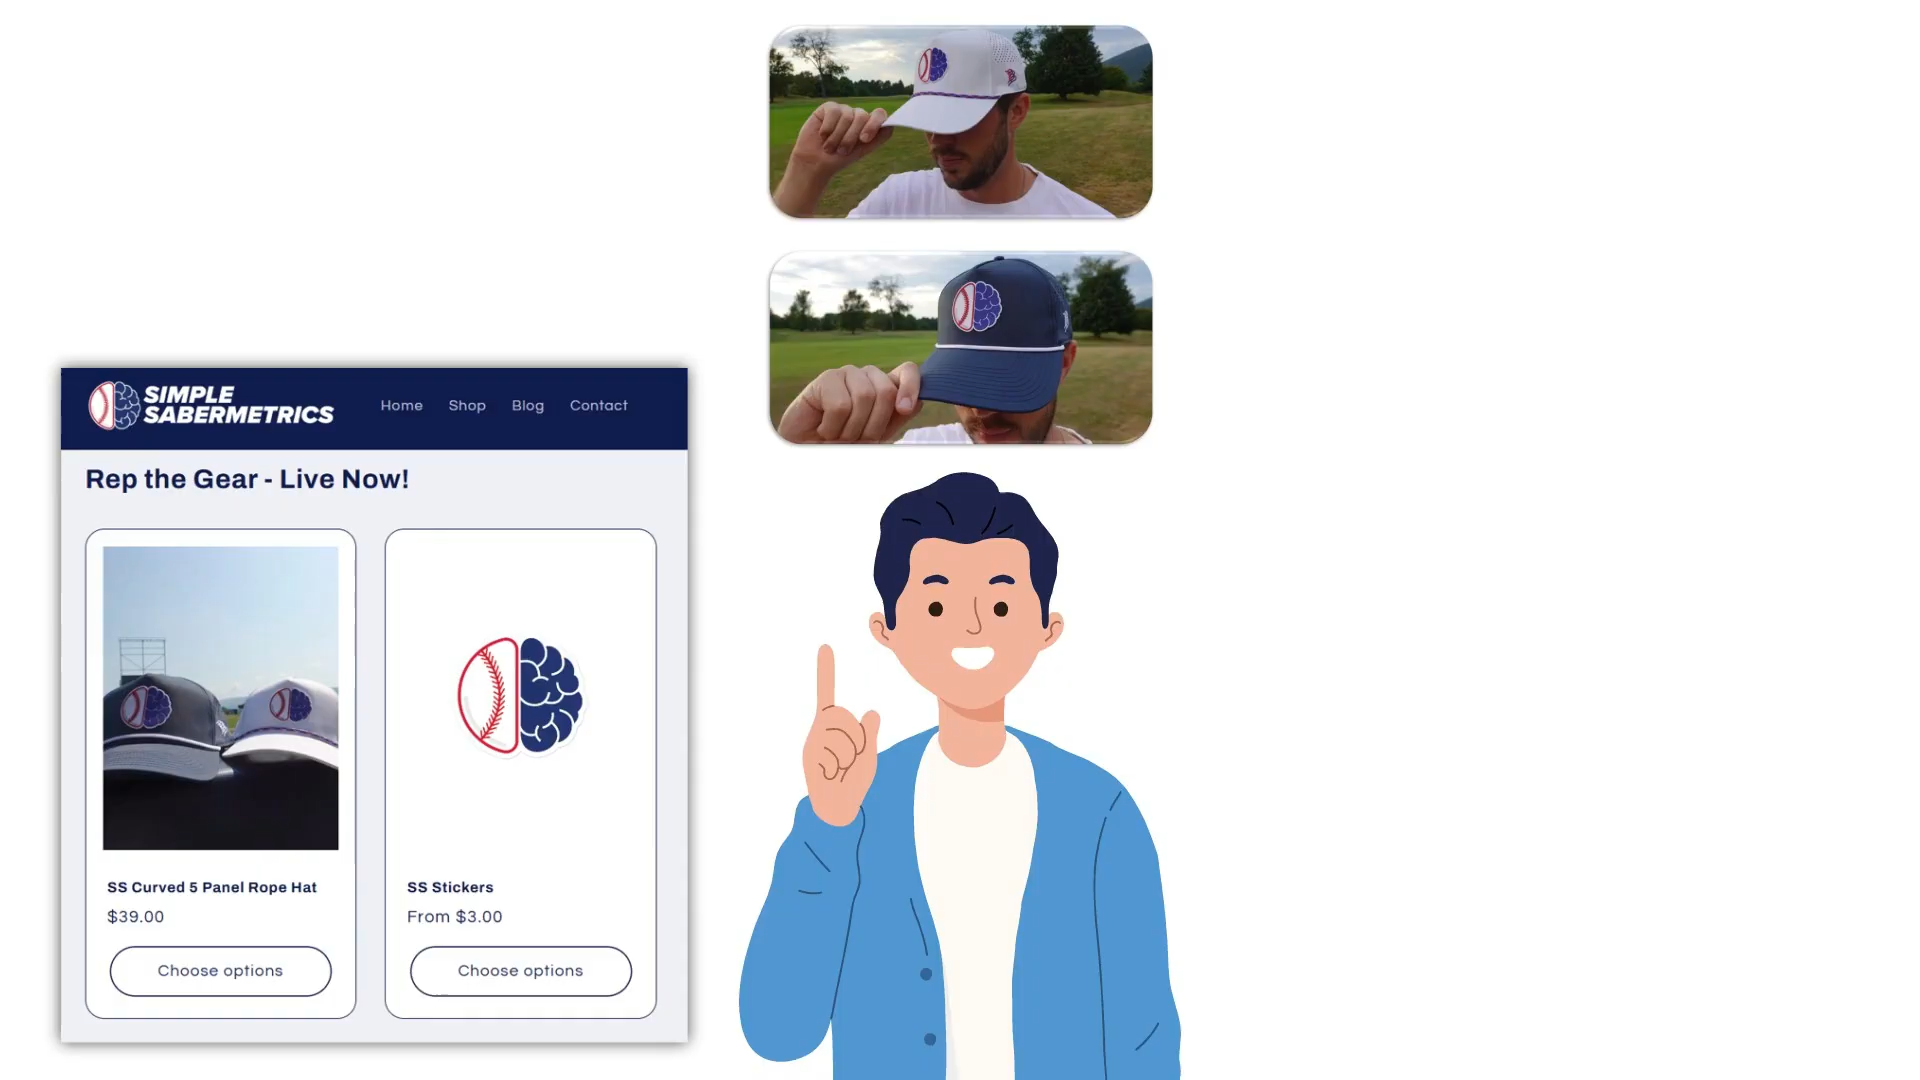 SIMPLE
SABERMETRICS
Home Shop Blog Contact
Rep the Gear - Live Now!
SS Curved 5 Panel Rope Hat
$39.00
Choose options
SS Stickers
From $3.00
Choose options